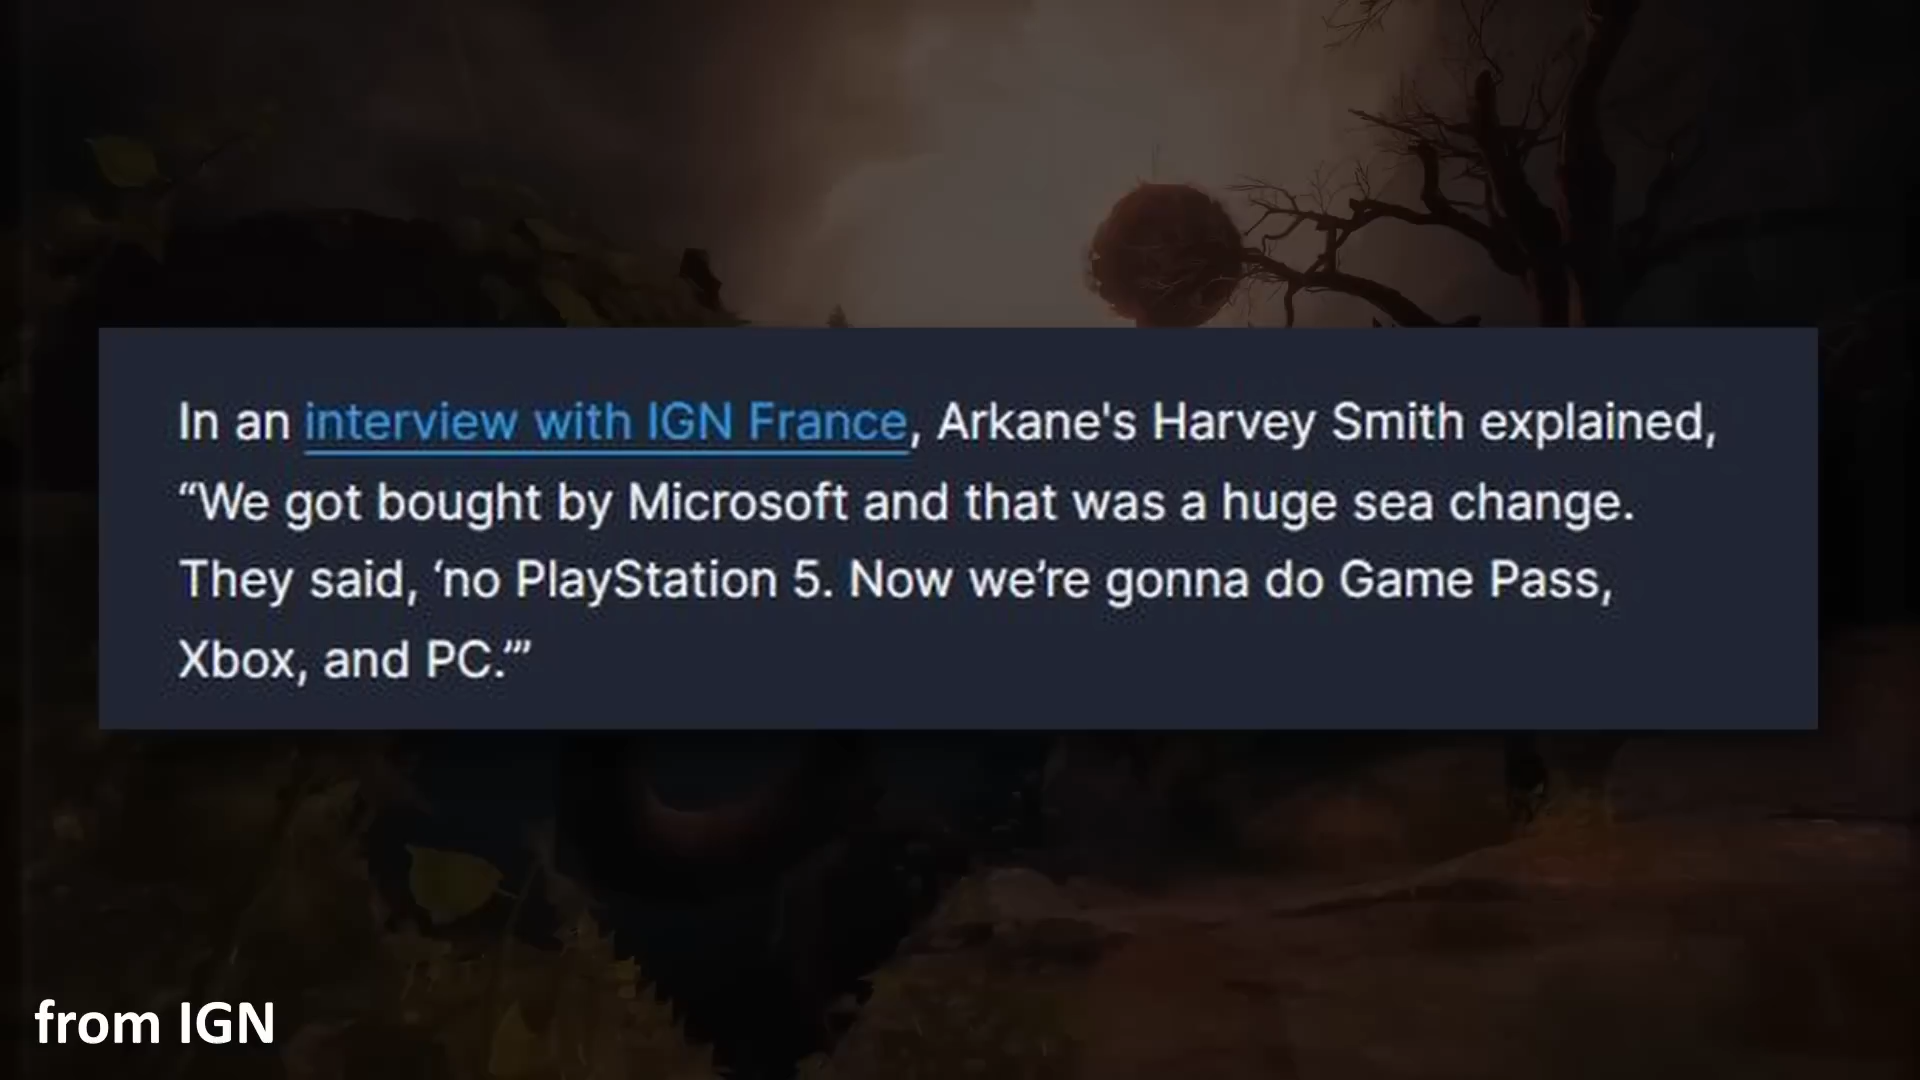 In an interview with IGN France, Arkane's Harvey Smith explained,
“We got bought by Microsoft and that was a huge sea change.
They said, ‘no PlayStation 5. Now we’re gonna do Game Pass,
Xbox, and PC.’”
from IGN